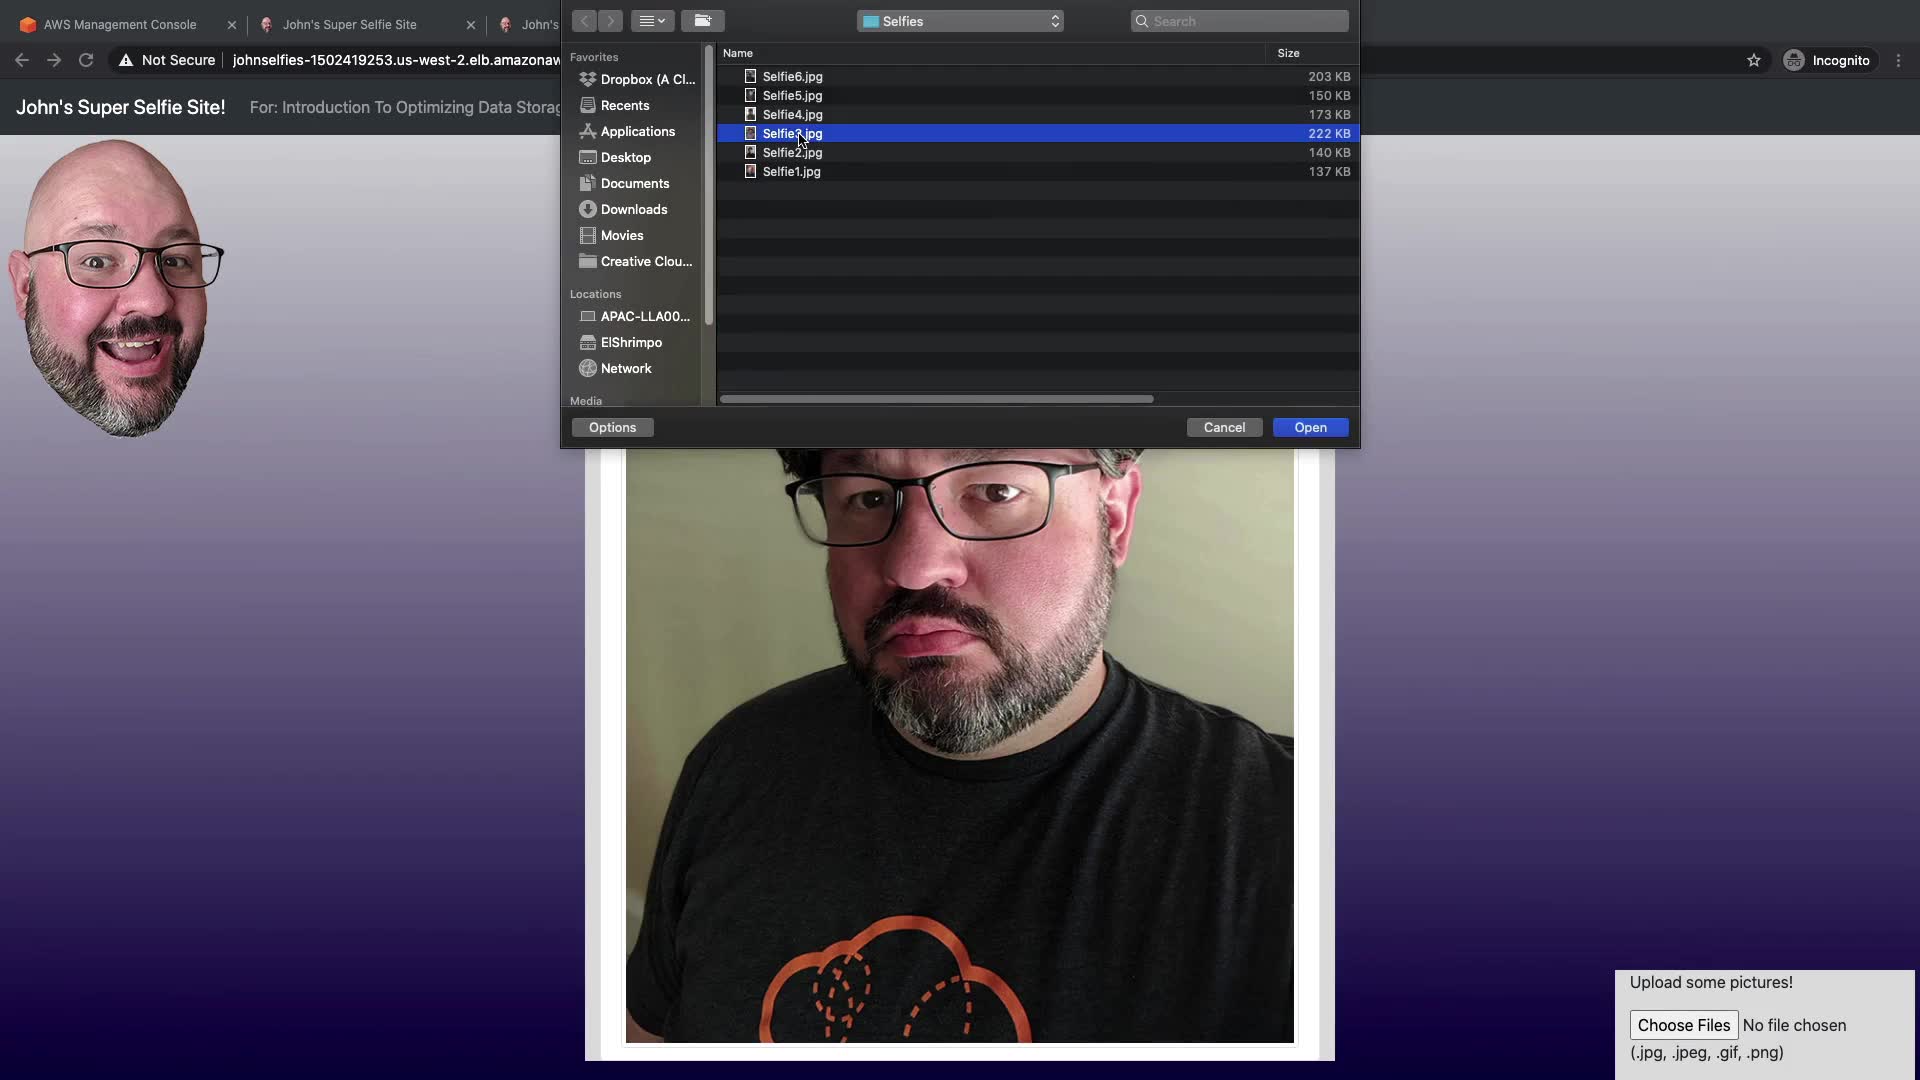 AWS Management Console
John's Super Selfie Site
John's
Selfies
Search
Not Secure
johnselfies-1502419253.us-west-2.elb.amazonaw
Incognito
John's Super Selfie Site!
For: Introduction To Optimizing Data Storag
Favorites
Dropbox (A Cl...
Recents
Applications
Desktop
Documents
Downloads
Movies
Creative Clou...
Locations
APAC-LLA00...
ElShrimpo
Network
Media
Name
Size
Selfie6.jpg
203 KB
Selfie5.jpg
150 KB
Selfie4.jpg
173 KB
Selfie3.jpg
222 KB
Selfie2.jpg
140 KB
Selfie1.jpg
137 KB
Options
Cancel
Open
Upload some pictures!
Choose Files No file chosen
(.jpg, .jpeg, .gif, .png)